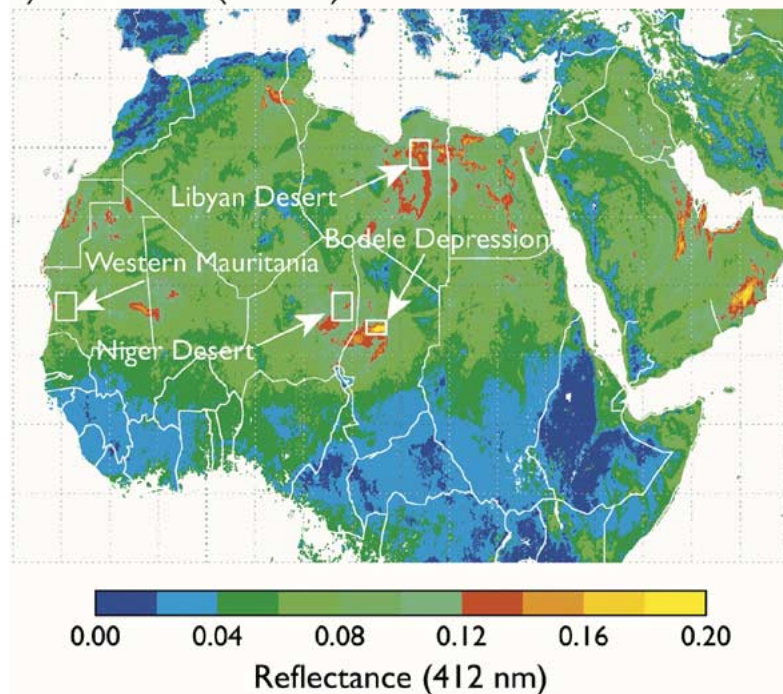 Libyan Desert
Bodele Depression
Western Mauritania
Niger Desert
0.00 0.04 0.08 0.12 0.16 0.20
Reflectance (412 nm)